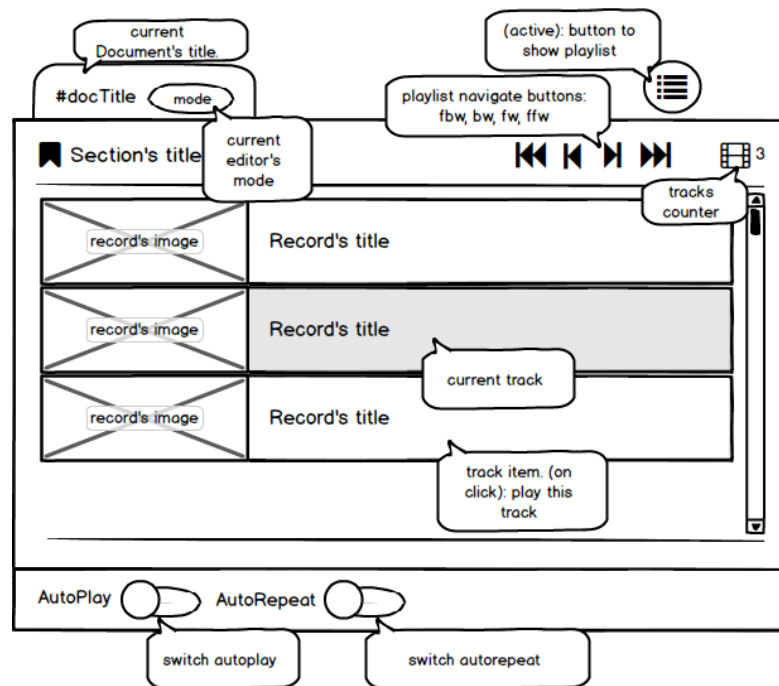 current
Document's title.
(active): button to
show playlist
#docTitle
mode
playlist navigate buttons:
fbw, bw, fw, ffw
current
editor's
mode
Section's title
3
tracks
counter
record's image
Record's title
record's image
Record's title
current track
record's image
Record's title
track item. (on
click): play this
track
AutoPlay
AutoRepeat
switch autoplay
switch autorepeat